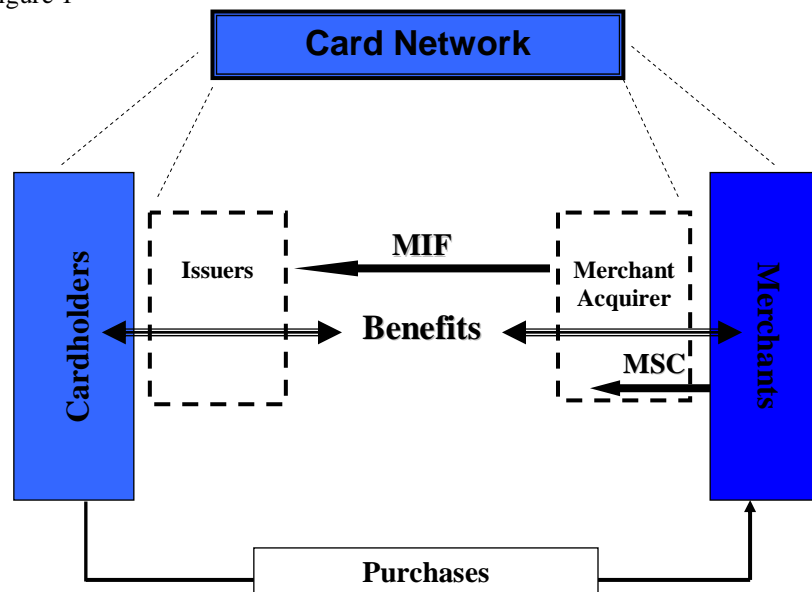 Card Network
Cardholders
Issuers
MIF
Merchant
Acquirer
Benefits
MSC
Merchants
Purchases